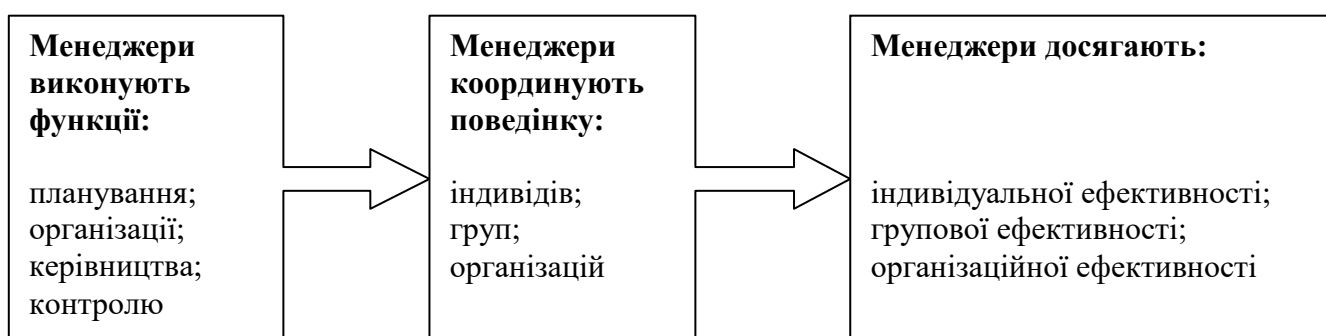 Менеджери
виконують
функції:
планування;
організації;
керівництва;
контролю
Менеджери
координують
поведінку:
індивідів;
груп;
організацій
Менеджери досягають:
індивідуальної ефективності;
групової ефективності;
організаційної ефективності